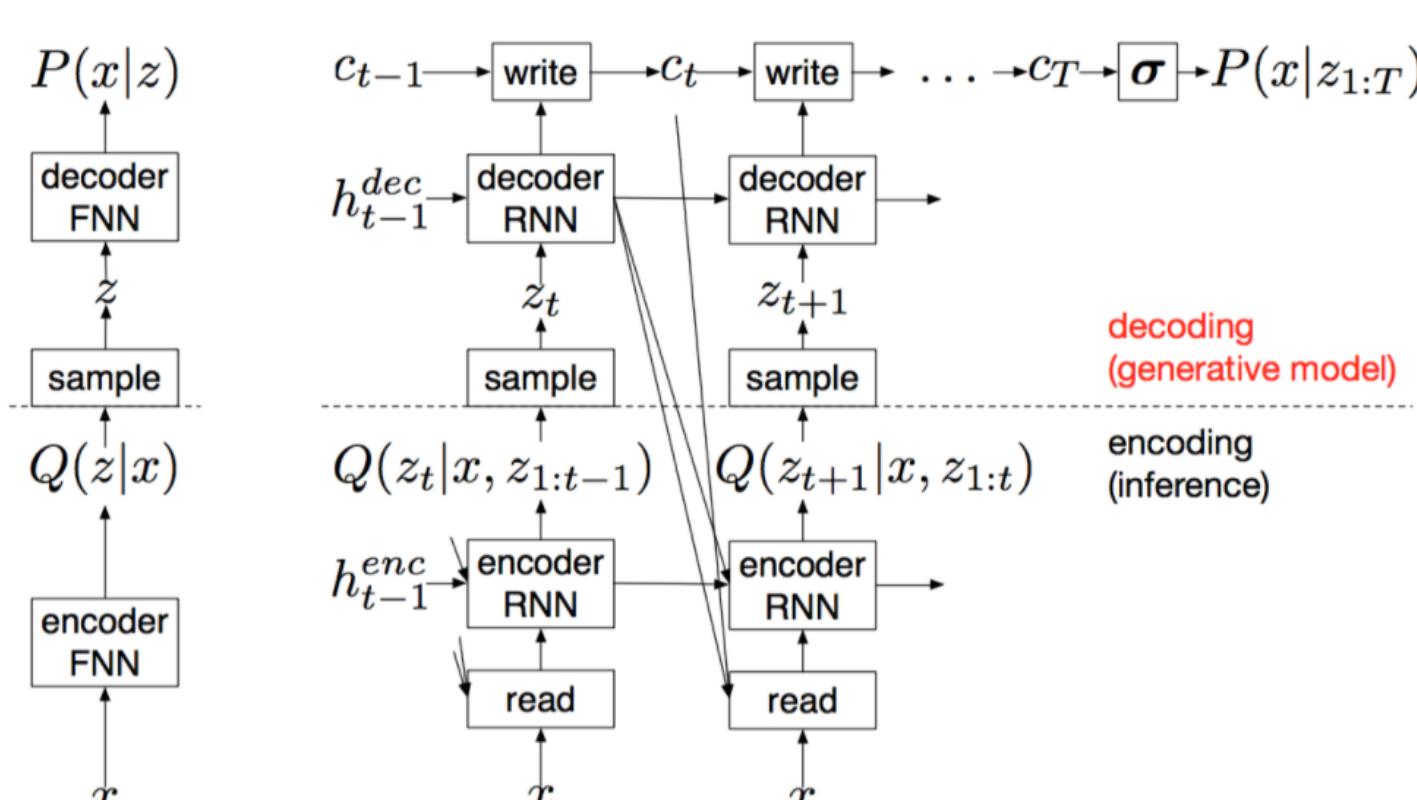 P(x|z)
decoder
FNN
z
sample
Q(z|x)
encoder
FNN
x
c_{t-1} write c_t write ... c_T σ P(x|z_{1:T})
h^{dec}_{t-1} decoder RNN decoder RNN
z_t z_{t+1}
sample sample
decoding
(generative model)
Q(z_t|x, z_{1:t-1}) Q(z_{t+1}|x, z_{1:t})
encoding
(inference)
h^{enc}_{t-1} encoder RNN encoder RNN
read read
x x